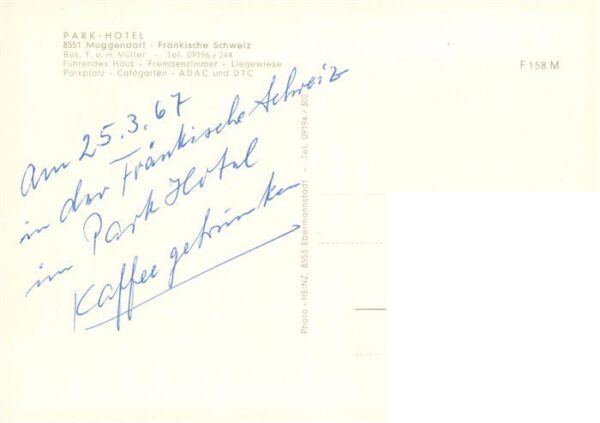 PARK-HOTEL
8551 Muggendorf - Fränkische Schweiz
Bes. F. u. H. Müller - Tel. 09196/244
Führendes Haus - Fremdenzimmer - Liegewiese
Parkplatz - Cafégarten - ADAC und DTC
F 158 M
Am 25.3.67
in der Fränkische Schweiz
im Park Hotel
Kaffee getrunken
Photo-HEINZ, 8553 Ebermannstadt - Tel. 09194/302